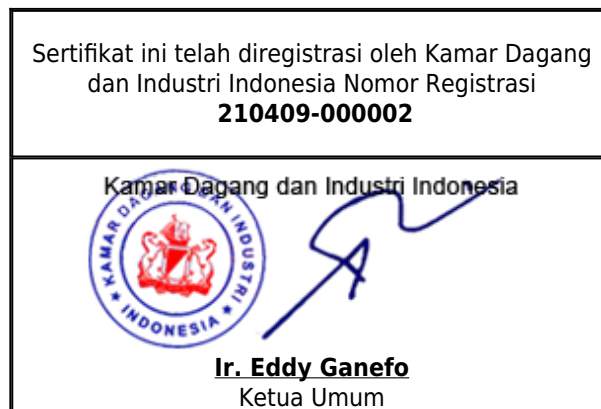 Sertifikat ini telah diregistrasi oleh Kamar Dagang
dan Industri Indonesia Nomor Registrasi
210409-000002
Kamar Dagang dan Industri Indonesia
KAMAR DAGANG DAN INDUSTRI
INDONESIA
Ir. Eddy Ganefo
Ketua Umum